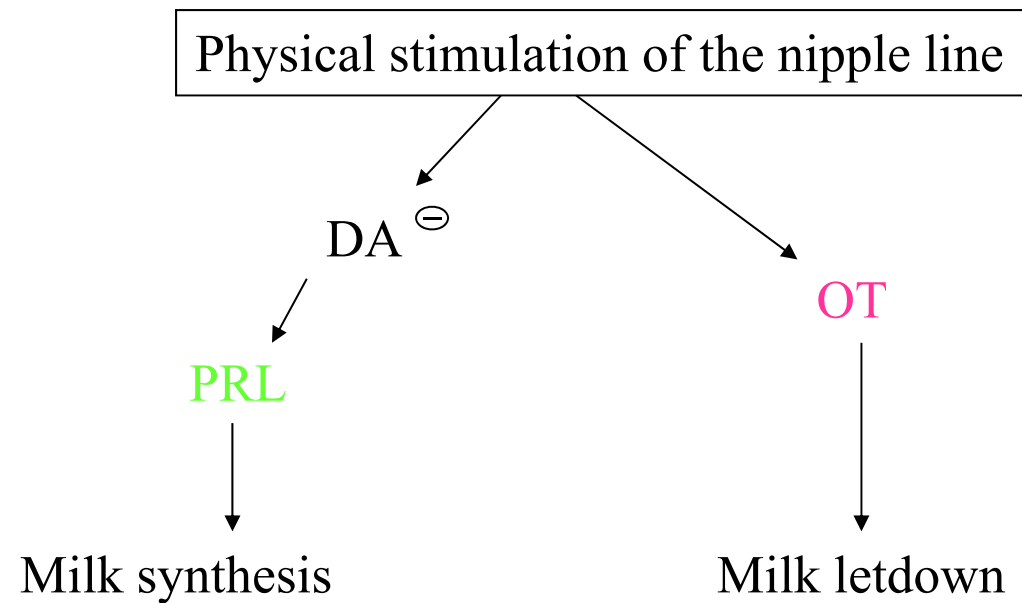 Physical stimulation of the nipple line
DA ⊖
OT
PRL
Milk synthesis
Milk letdown